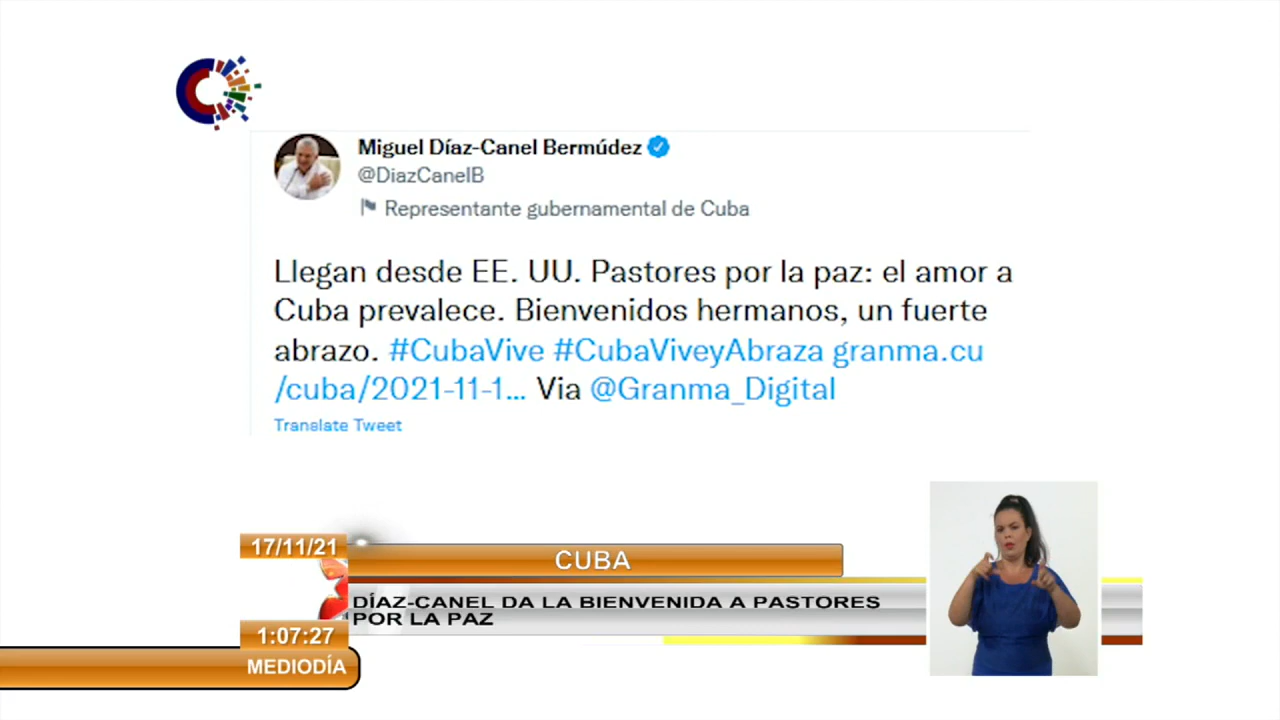 Miguel Díaz-Canel Bermúdez
@DiazCanelB
Representante gubernamental de Cuba
Llegan desde EE. UU. Pastores por la paz: el amor a
Cuba prevalece. Bienvenidos hermanos, un fuerte
abrazo. #CubaVive #CubaViveyAbraza granma.cu
/cuba/2021-11-1... Via @Granma_Digital
Translate Tweet
17/11/21
CUBA
DÍAZ-CANEL DA LA BIENVENIDA A PASTORES
POR LA PAZ
1:07:27
MEDIODÍA